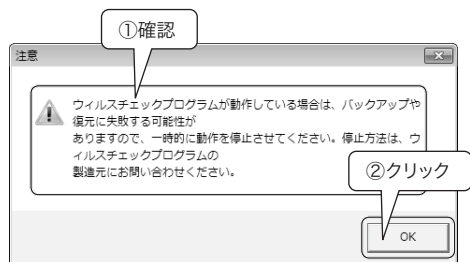 ①確認
注意
ウィルスチェックプログラムが動作している場合は、バックアップや
復元に失敗する可能性が
ありますので、一時的に動作を停止させてください。停止方法は、ウ
ィルスチェックプログラムの
製造元にお問い合わせください。
②クリック
OK